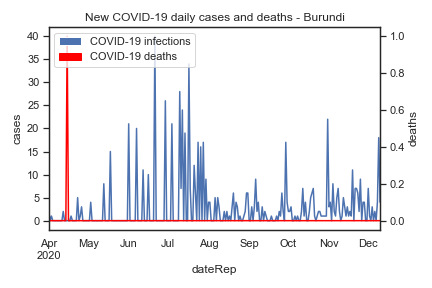 New COVID-19 daily cases and deaths - Burundi
COVID-19 infections
COVID-19 deaths
40
35
30
25
20
15
10
5
0
cases
1.0
0.8
0.6
0.4
0.2
0.0
deaths
Apr May Jun Jul Aug Sep Oct Nov Dec
2020
dateRep